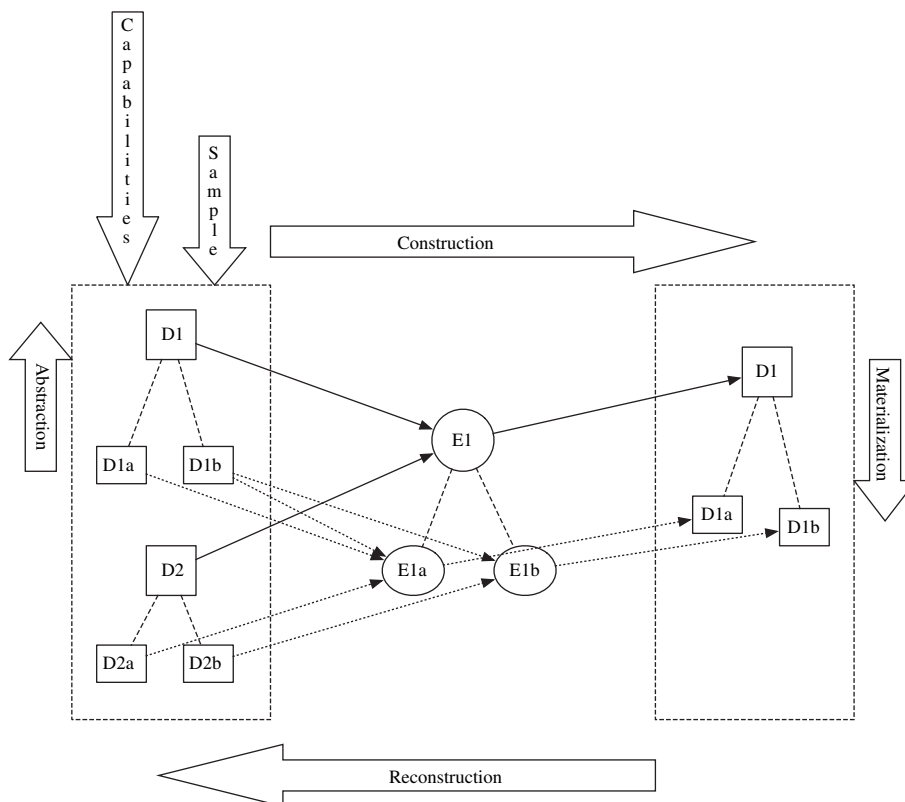 Capabilities
Sample
Construction
Abstraction
D1
D1a D1b
D2
D2a D2b
E1
E1a E1b
D1
D1a
D1b
Materialization
Reconstruction